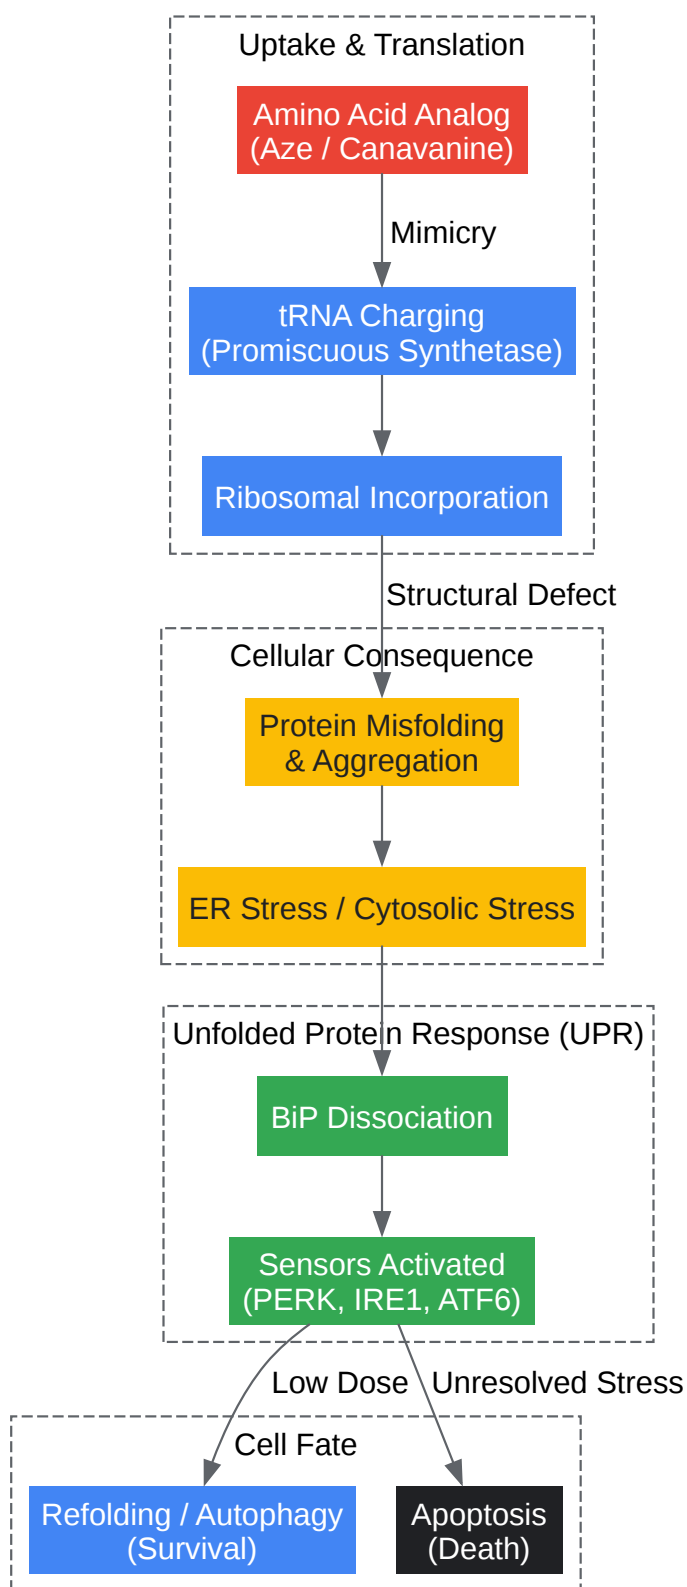 Uptake & Translation
Amino Acid Analog
(Aze / Canavanine)
Mimicry
tRNA Charging
(Promiscuous Synthetase)
Ribosomal Incorporation
Structural Defect
Cellular Consequence
Protein Misfolding
& Aggregation
ER Stress / Cytosolic Stress
Unfolded Protein Response (UPR)
BiP Dissociation
Sensors Activated
(PERK, IRE1, ATF6)
Low Dose
Unresolved Stress
Cell Fate
Refolding / Autophagy
(Survival)
Apoptosis
(Death)